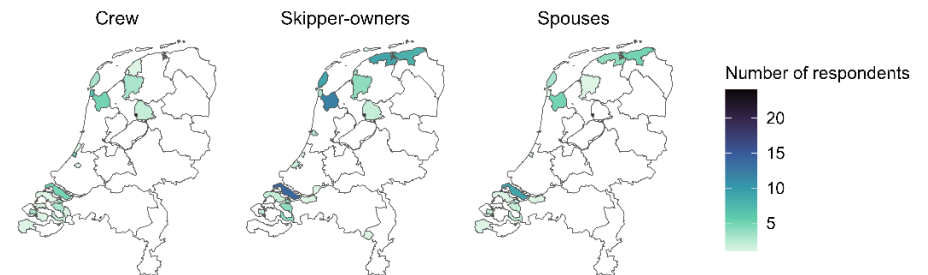 Crew
Skipper-owners
Spouses
Number of respondents
20
15
10
5